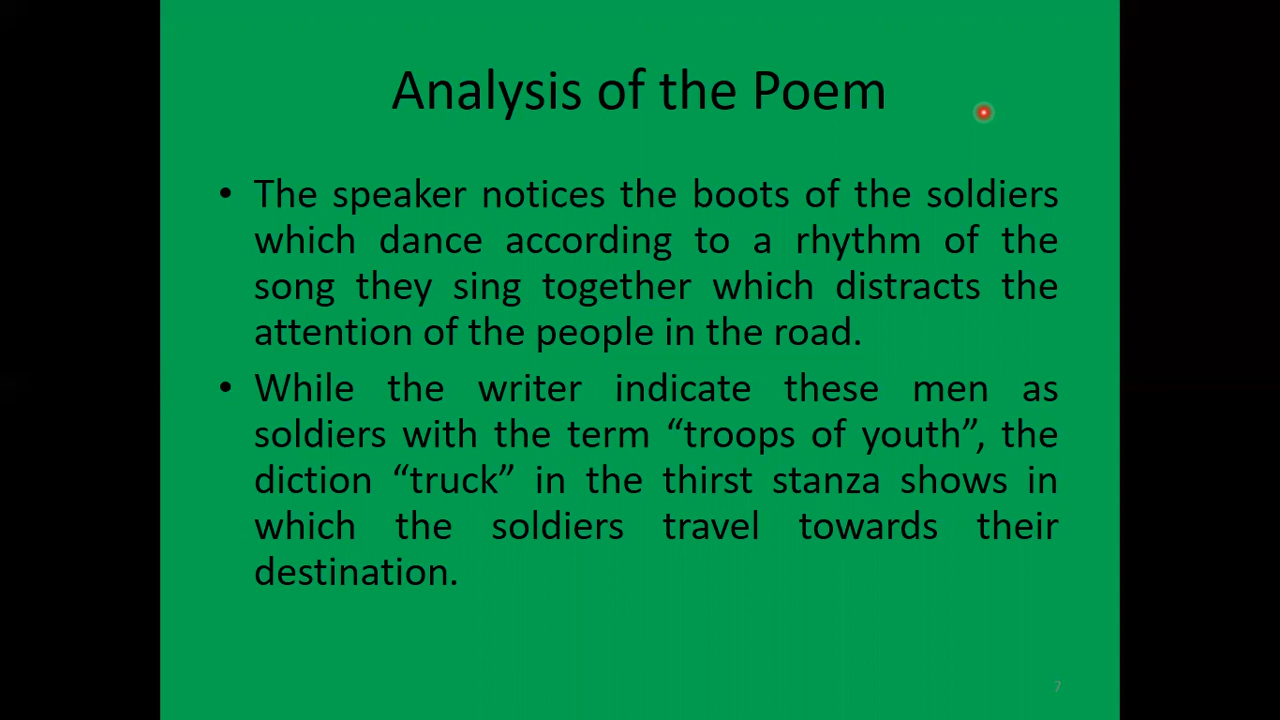 Analysis of the Poem
• The speaker notices the boots of the soldiers
which dance according to a rhythm of the
song they sing together which distracts the
attention of the people in the road.
• While the writer indicate these men as
soldiers with the term “troops of youth”, the
diction “truck” in the thirst stanza shows in
which the soldiers travel towards their
destination.
7